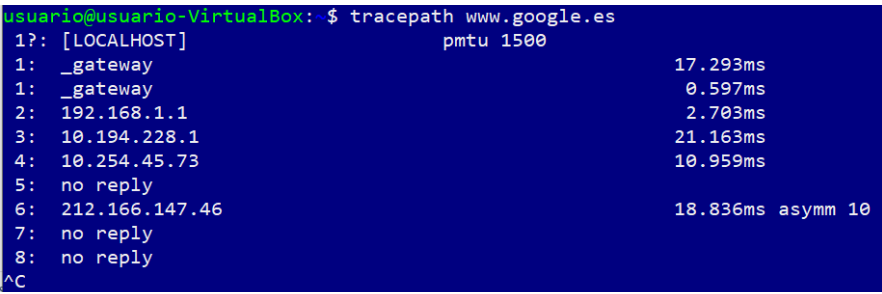 usuario@usuario-VirtualBox:~$ tracepath www.google.es
1?: [LOCALHOST] pmtu 1500
1: _gateway 17.293ms
1: _gateway 0.597ms
2: 192.168.1.1 2.703ms
3: 10.194.228.1 21.163ms
4: 10.254.45.73 10.959ms
5: no reply
6: 212.166.147.46 18.836ms asymm 10
7: no reply
8: no reply
^C